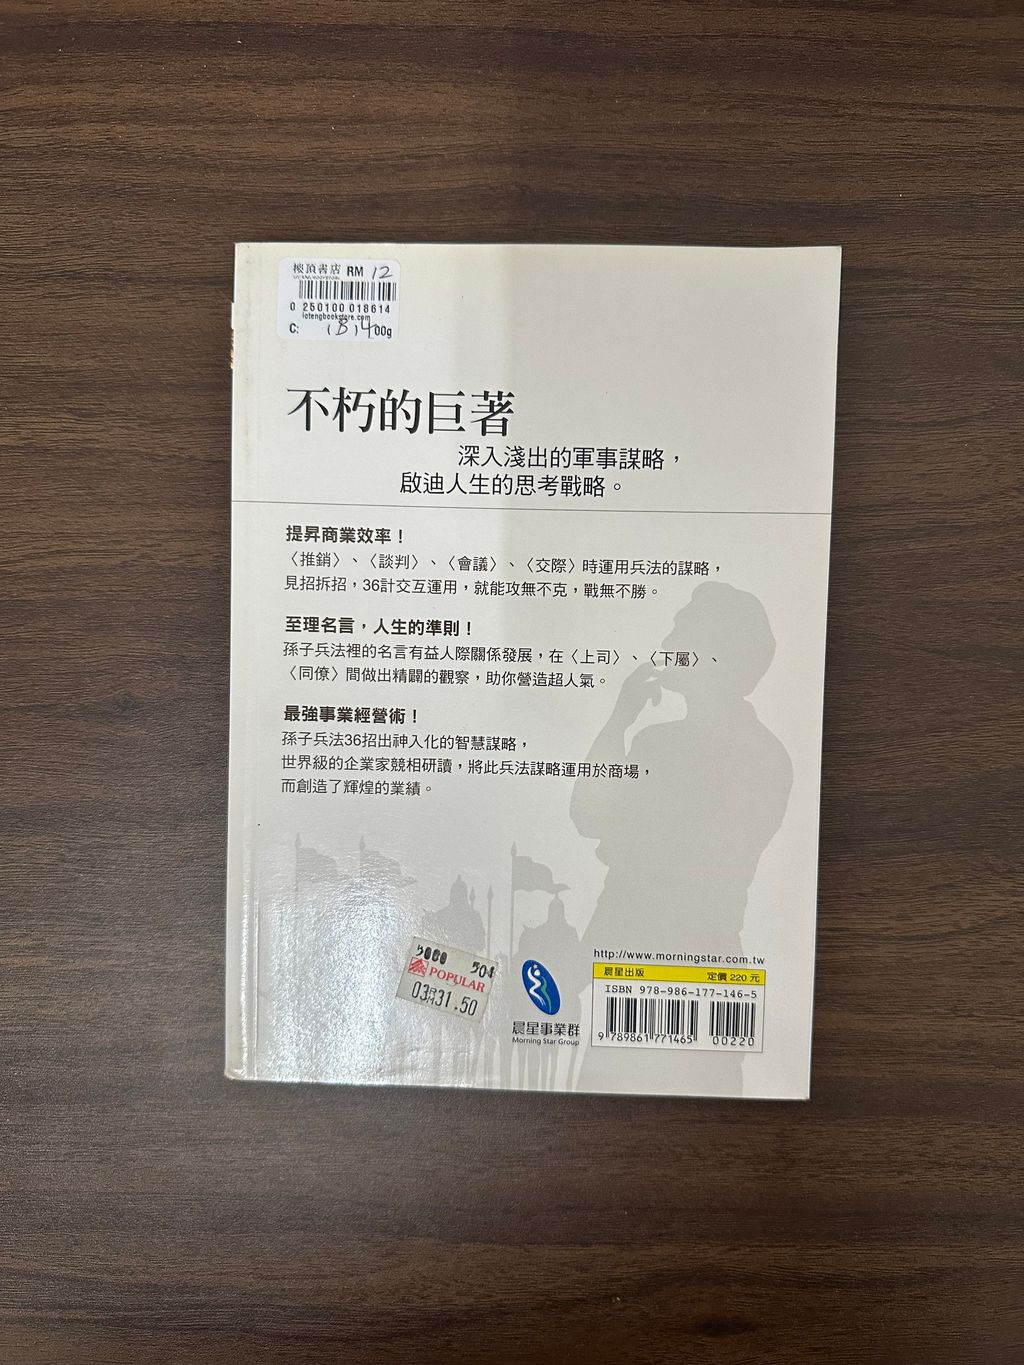 樓頂書店 RM 12
0 250100 018614
lotengbookstore.com
C: 00g
不朽的巨著
深入淺出的軍事謀略，
啟迪人生的思考戰略。
提昇商業效率！
〈推銷〉、〈談判〉、〈會議〉、〈交際〉時運用兵法的謀略，
見招拆招，36計交互運用，就能攻無不克，戰無不勝。
至理名言，人生的準則！
孫子兵法裡的名言有益人際關係發展，在〈上司〉、〈下屬〉、
〈同僚〉間做出精闢的觀察，助你營造超人氣。
最強事業經營術！
孫子兵法36招出神入化的智慧謀略，
世界級的企業家競相研讀，將此兵法謀略運用於商場，
而創造了輝煌的業績。
504
POPULAR
31.50
晨星事業群
Morning Star Group
http://www.morningstar.com.tw
晨星出版 定價 220 元
ISBN 978-986-177-146-5
9 789861 771465 00220